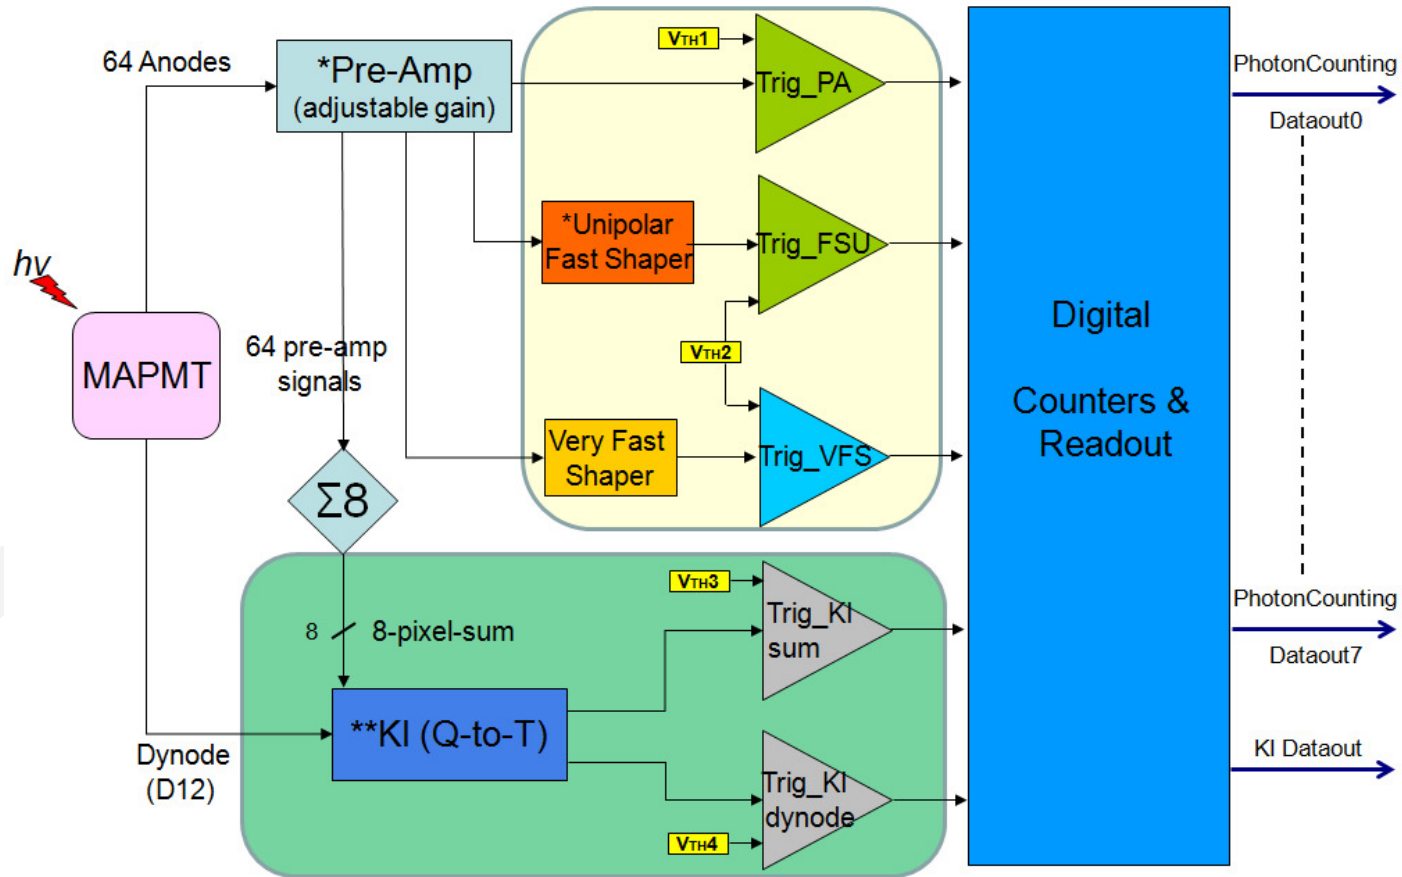 64 Anodes
*Pre-Amp
(adjustable gain)
VTH1
Trig_PA
PhotonCounting
Dataout0
*Unipolar
Fast Shaper
Trig_FSU
hν
MAPMT
64 pre-amp
signals
VTH2
Digital
Counters &
Readout
Very Fast
Shaper
Trig_VFS
Σ8
VTH3
Trig_KI
sum
8
8-pixel-sum
PhotonCounting
Dataout7
**KI (Q-to-T)
Dynode
(D12)
Trig_KI
dynode
VTH4
KI Dataout